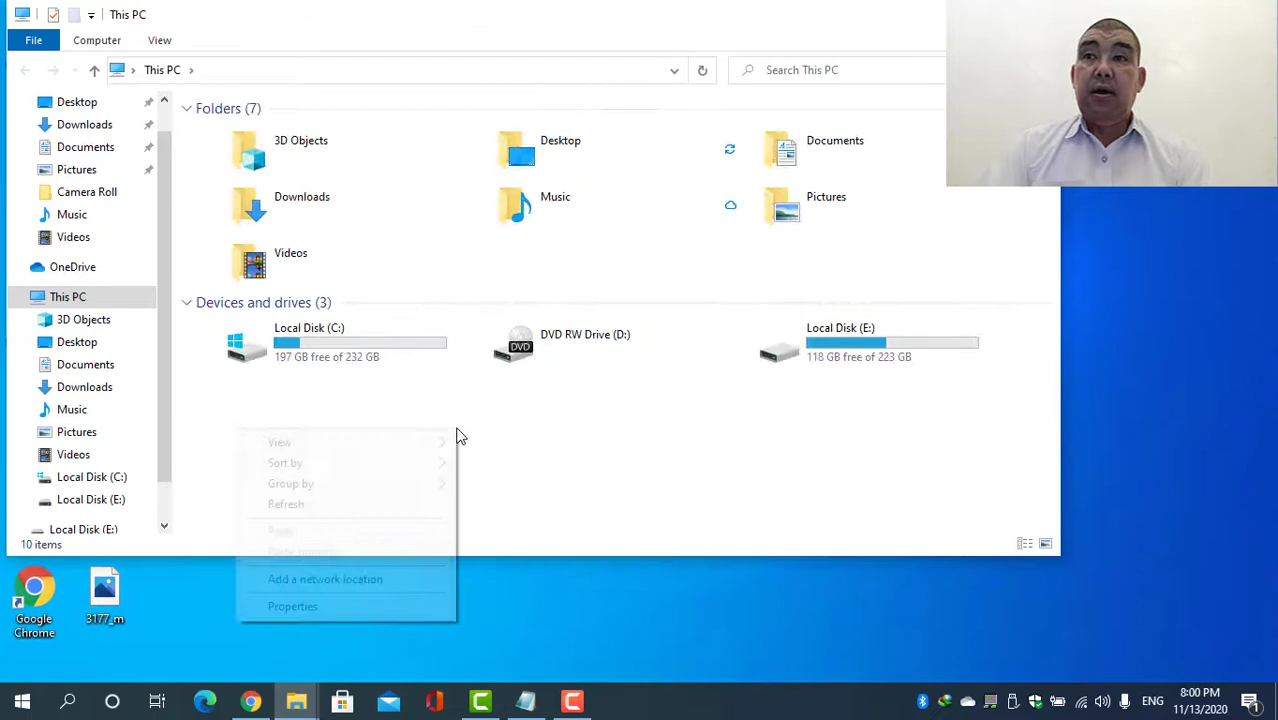 This PC
File
Computer
View
This PC
Search This PC
Desktop
Downloads
Documents
Pictures
Camera Roll
Music
Videos
OneDrive
This PC
3D Objects
Desktop
Documents
Downloads
Music
Pictures
Videos
Local Disk (C:)
Local Disk (E:)
Local Disk (E:)
10 items
Folders (7)
3D Objects
Desktop
Documents
Downloads
Music
Pictures
Videos
Devices and drives (3)
Local Disk (C:)
197 GB free of 232 GB
DVD RW Drive (D:)
DVD
Local Disk (E:)
118 GB free of 223 GB
View
Sort by
Group by
Refresh
Add a network location
Properties
Google
Chrome
3177_m
ENG
8:00 PM
11/13/2020
1